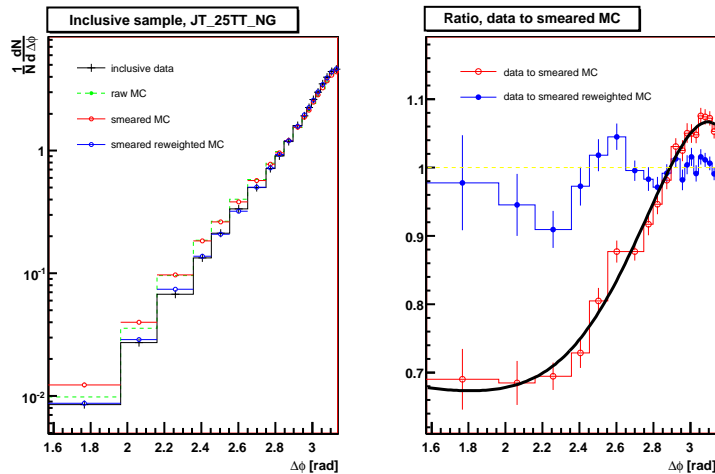 Inclusive sample, JT_25TT_NG
1 dN
N d Δϕ
inclusive data
raw MC
smeared MC
smeared reweighted MC
1
10⁻¹
10⁻²
1.6 1.8 2 2.2 2.4 2.6 2.8 3
Δϕ [rad]
Ratio, data to smeared MC
data to smeared MC
data to smeared reweighted MC
1.1
1
0.9
0.8
0.7
1.6 1.8 2 2.2 2.4 2.6 2.8 3
Δϕ [rad]